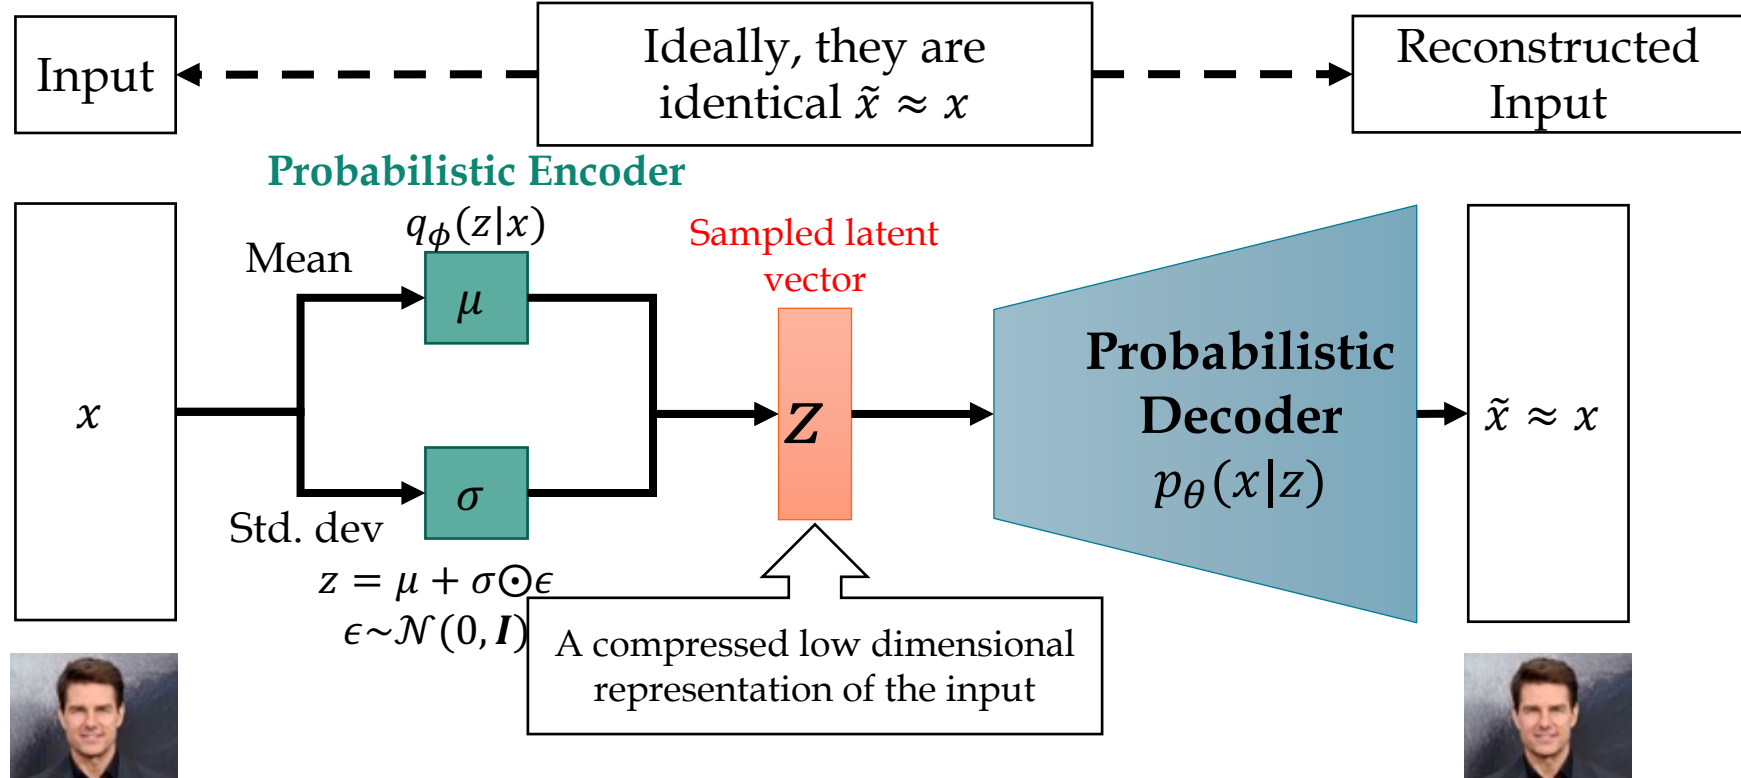 Input
Ideally, they are
identical x̃ ≈ x
Reconstructed
Input
Probabilistic Encoder
q_ϕ(z|x)
Mean
μ
Sampled latent
vector
x
z
Probabilistic
Decoder
p_θ(x|z)
x̃ ≈ x
σ
Std. dev
z = μ + σ⊙ϵ
ϵ~𝒩(0, I)
A compressed low dimensional
representation of the input